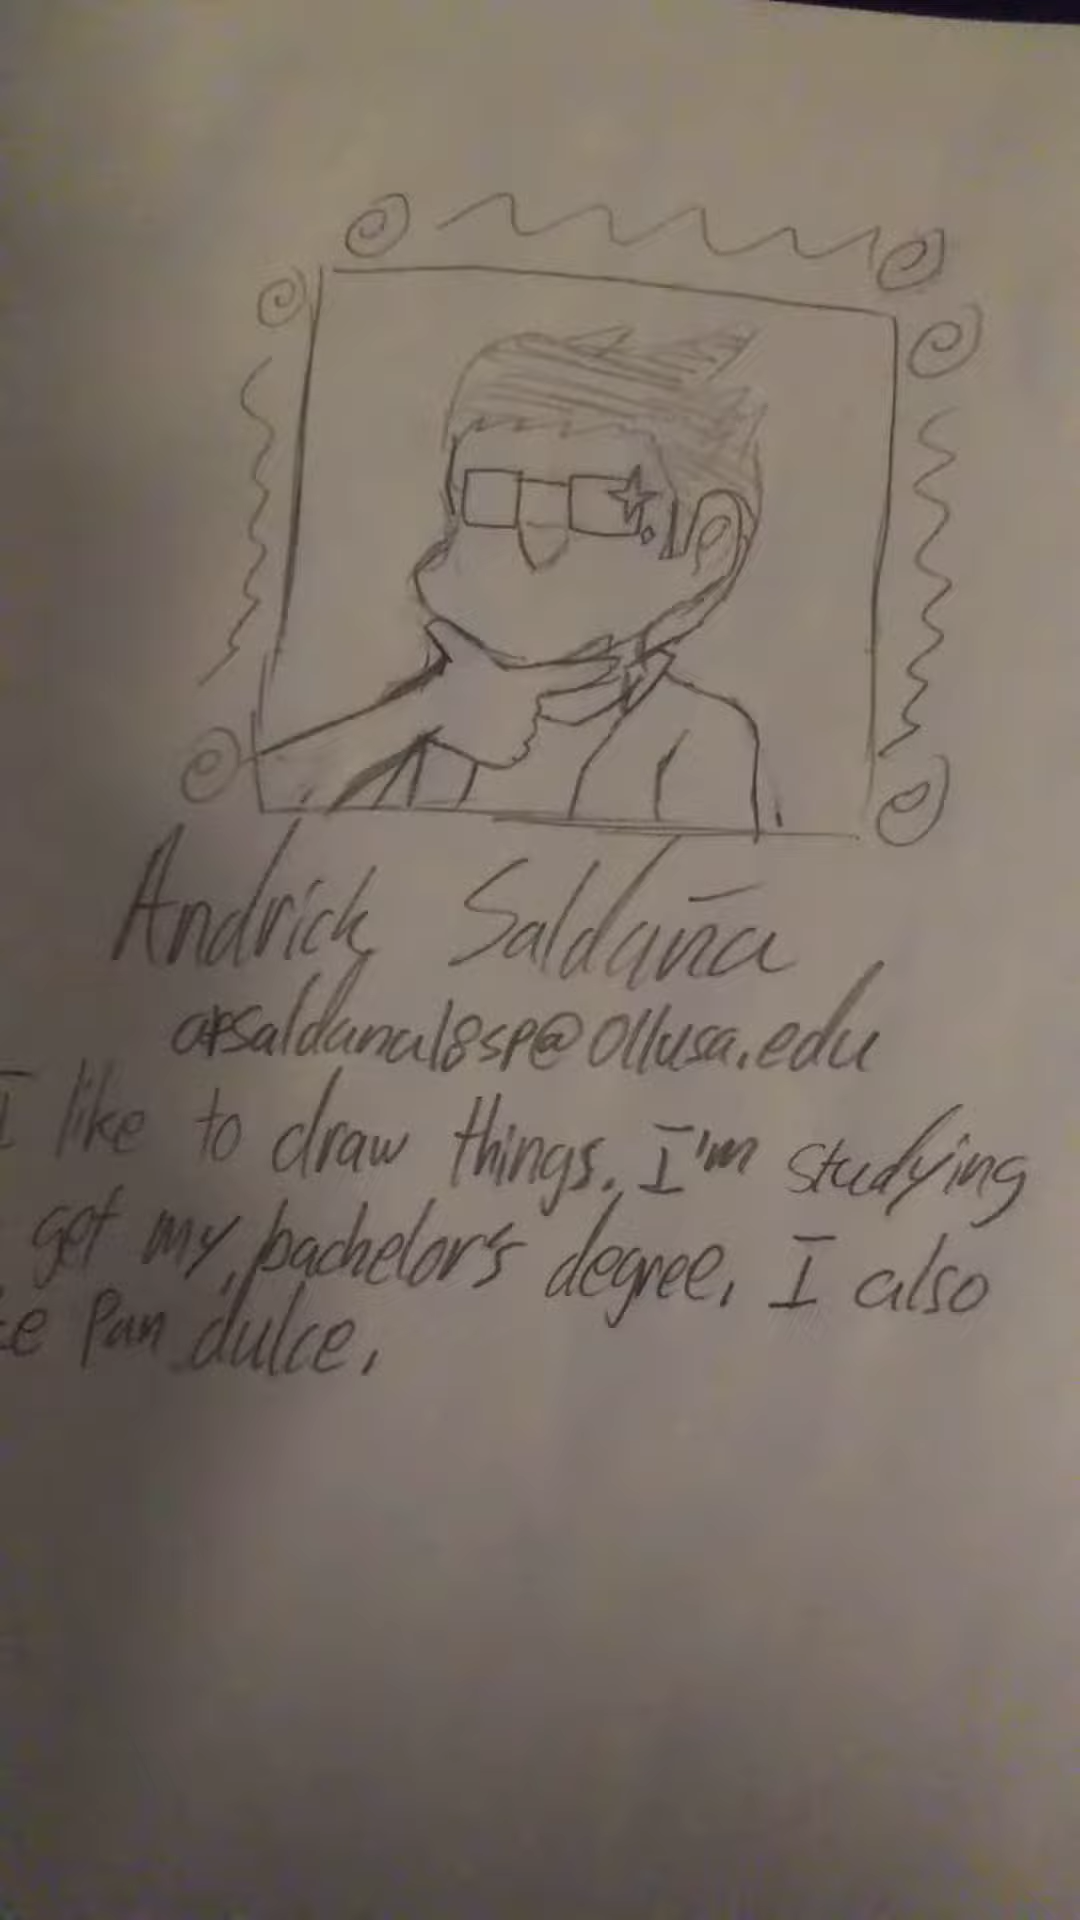 Andrick Saldaña
apsaldana18sp@ollusa.edu
I like to draw things. I'm studying
get my bachelor's degree. I also
Pan dulce.